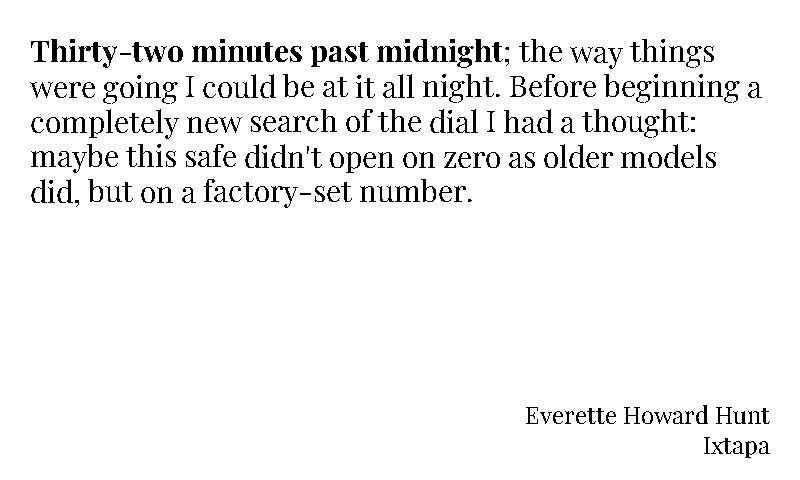 Thirty-two minutes past midnight; the way things
were going I could be at it all night. Before beginning a
completely new search of the dial I had a thought:
maybe this safe didn't open on zero as older models
did, but on a factory-set number.
Everette Howard Hunt
Ixtapa